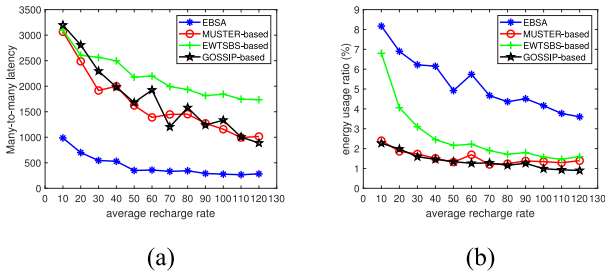 3500
3000
2500
2000
1500
1000
500
0
Many-to-many latency
EBSA
MUSTER-based
EWTSBS-based
GOSSIP-based
0 10 20 30 40 50 60 70 80 90 100 110 120 130
average recharge rate
(a)
9
8
7
6
5
4
3
2
1
0
energy usage ratio (%)
EBSA
MUSTER-based
EWTSBS-based
GOSSIP-based
0 10 20 30 40 50 60 70 80 90 100 110 120 130
average recharge rate
(b)